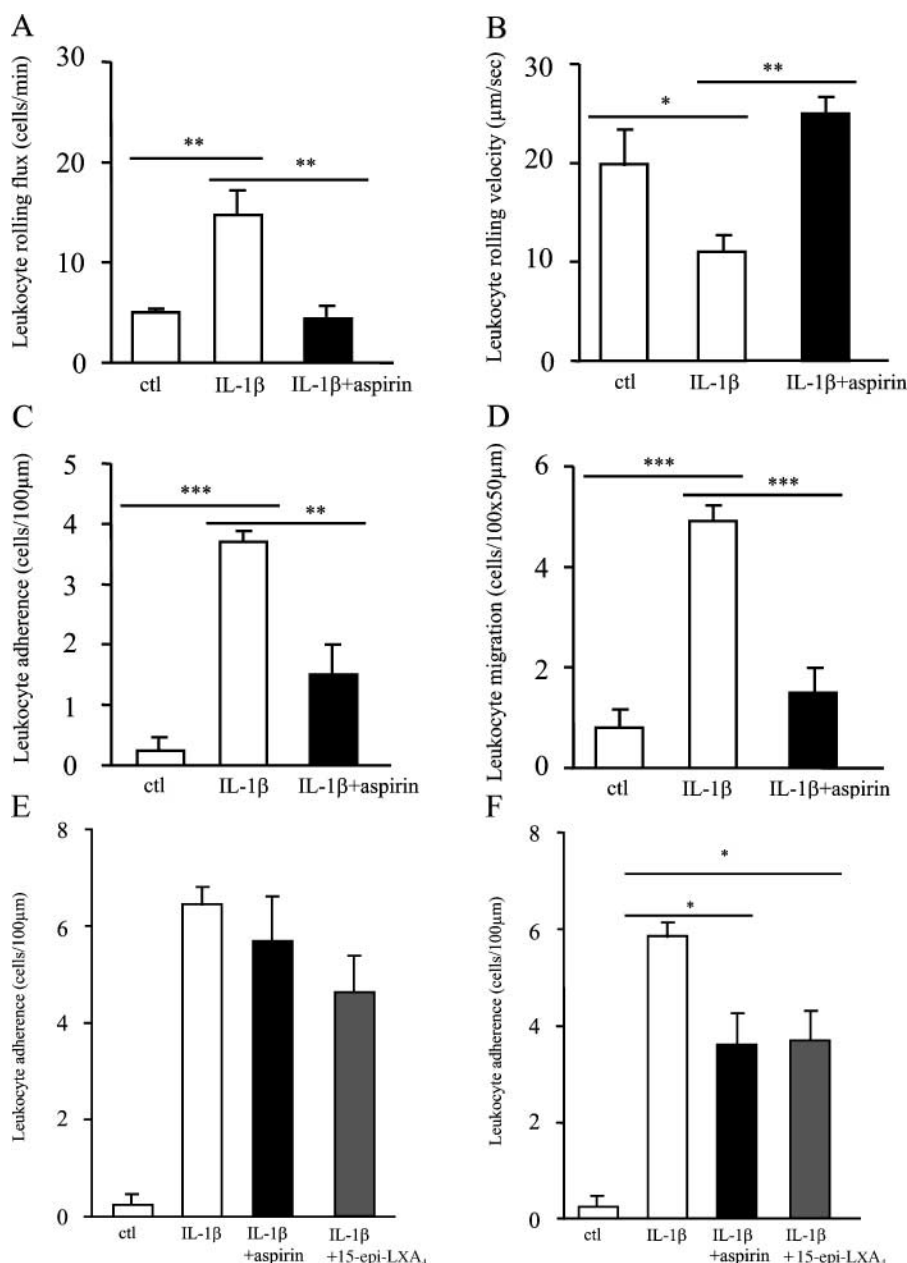 A
Leukocyte rolling flux (cells/min)
30
20
10
0
**
**
ctl
IL-1β
IL-1β+aspirin
B
Leukocyte rolling velocity (μm/sec)
30
20
10
0
*
**
ctl
IL-1β
IL-1β+aspirin
C
Leukocyte adherence (cells/100μm)
5
4
3
2
1
0
***
**
ctl
IL-1β
IL-1β+aspirin
D
Leukocyte migration (cells/100x50μm)
6
4
2
0
***
***
ctl
IL-1β
IL-1β+aspirin
E
Leukocyte adherence (cells/100μm)
8
6
4
2
0
ctl
IL-1β
IL-1β
+aspirin
IL-1β
+15-epi-LXA₄
F
Leukocyte adherence (cells/100μm)
8
6
4
2
0
*
*
ctl
IL-1β
IL-1β
+aspirin
IL-1β
+15-epi-LXA₄